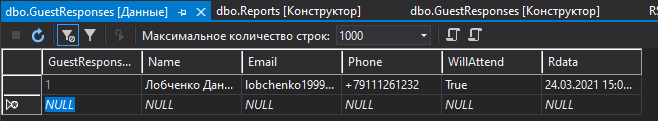 dbo.GuestResponses [Данные] dbo.Reports [Конструктор] dbo.GuestResponses [Конструктор] RS
Максимальное количество строк: 1000
GuestRespons... Name Email Phone WillAttend Rdata
1 Лобченко Дан... lobchenko1999... +79111261232 True 24.03.2021 15:0...
NULL NULL NULL NULL NULL NULL